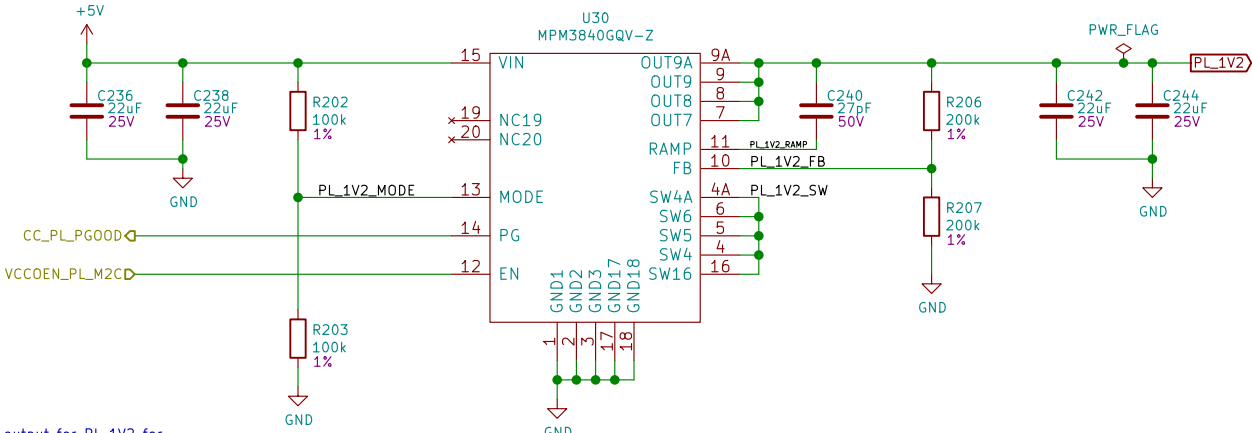 +5V
U30
MPM3840GQV-Z
PWR_FLAG
15
VIN
OUT9A
9A
PL_1V2
C236
22uF
25V
C238
22uF
25V
R202
100k
1%
OUT9
9
OUT8
8
OUT7
7
C240
27pF
50V
R206
200k
1%
C242
22uF
25V
C244
22uF
25V
19
NC19
20
NC20
RAMP
11
PL_1V2_RAMP
FB
10
PL_1V2_FB
GND
PL_1V2_MODE
13
MODE
SW4A
4A
PL_1V2_SW
SW6
6
R207
200k
1%
GND
CC_PL_PGOOD
14
PG
SW5
5
SW4
4
VCCOEN_PL_M2C
12
EN
SW16
16
GND1
GND2
GND3
GND17
GND18
GND
R203
100k
1%
1
2
3
17
18
GND
GND
output for PL_1V2 for